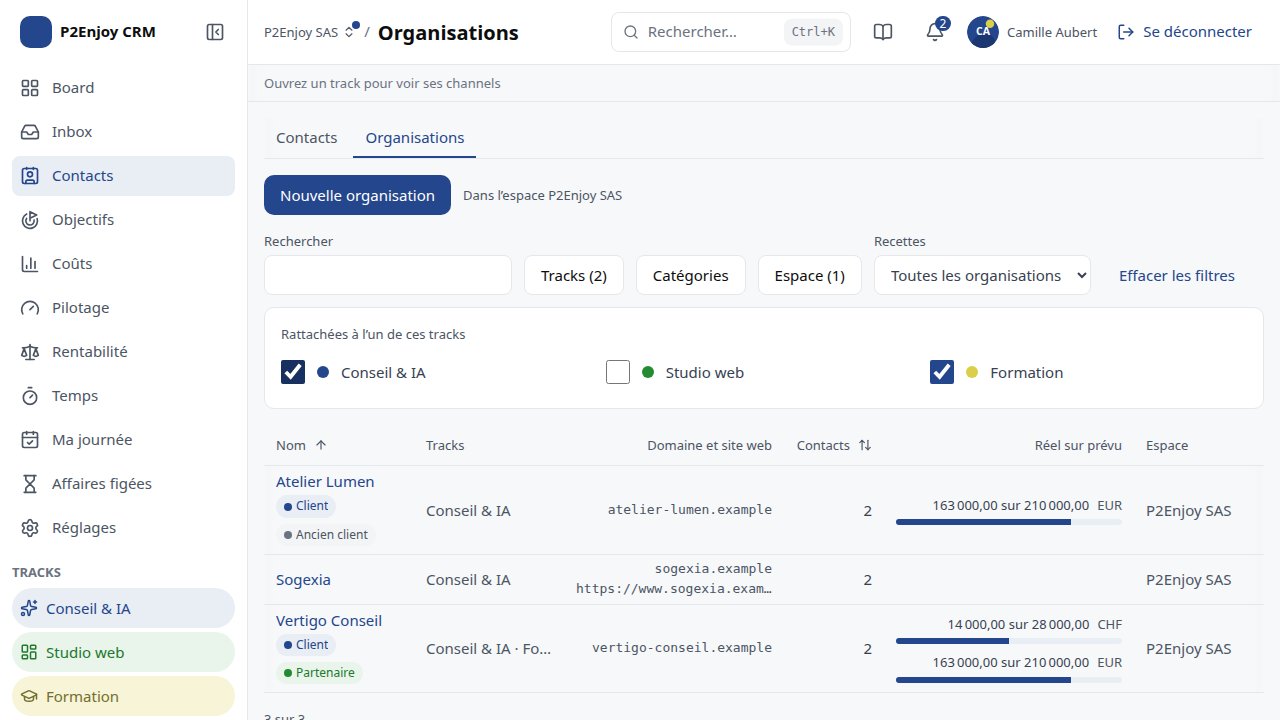 P2Enjoy CRM
Board
Inbox
Contacts
Objectifs
Coûts
Pilotage
Rentabilité
Temps
Ma journée
Affaires figées
Réglages
TRACKS
Conseil & IA
Studio web
Formation
P2Enjoy SAS / Organisations
Rechercher... Ctrl+K
2
CA Camille Aubert
Se déconnecter
Ouvrez un track pour voir ses channels
Contacts Organisations
Nouvelle organisation Dans l'espace P2Enjoy SAS
Rechercher Recettes
Tracks (2) Catégories Espace (1) Toutes les organisations Effacer les filtres
Rattachées à l'un de ces tracks
Conseil & IA Studio web Formation
Nom Tracks Domaine et site web Contacts Réel sur prévu Espace
Atelier Lumen
Client
Ancien client
Conseil & IA atelier-lumen.example 2 163 000,00 sur 210 000,00 EUR P2Enjoy SAS
Sogexia Conseil & IA sogexia.example
https://www.sogexia.exam…
2 P2Enjoy SAS
Vertigo Conseil
Client
Partenaire
Conseil & IA · Fo… vertigo-conseil.example 2 14 000,00 sur 28 000,00 CHF
163 000,00 sur 210 000,00 EUR
P2Enjoy SAS
3 sur 3